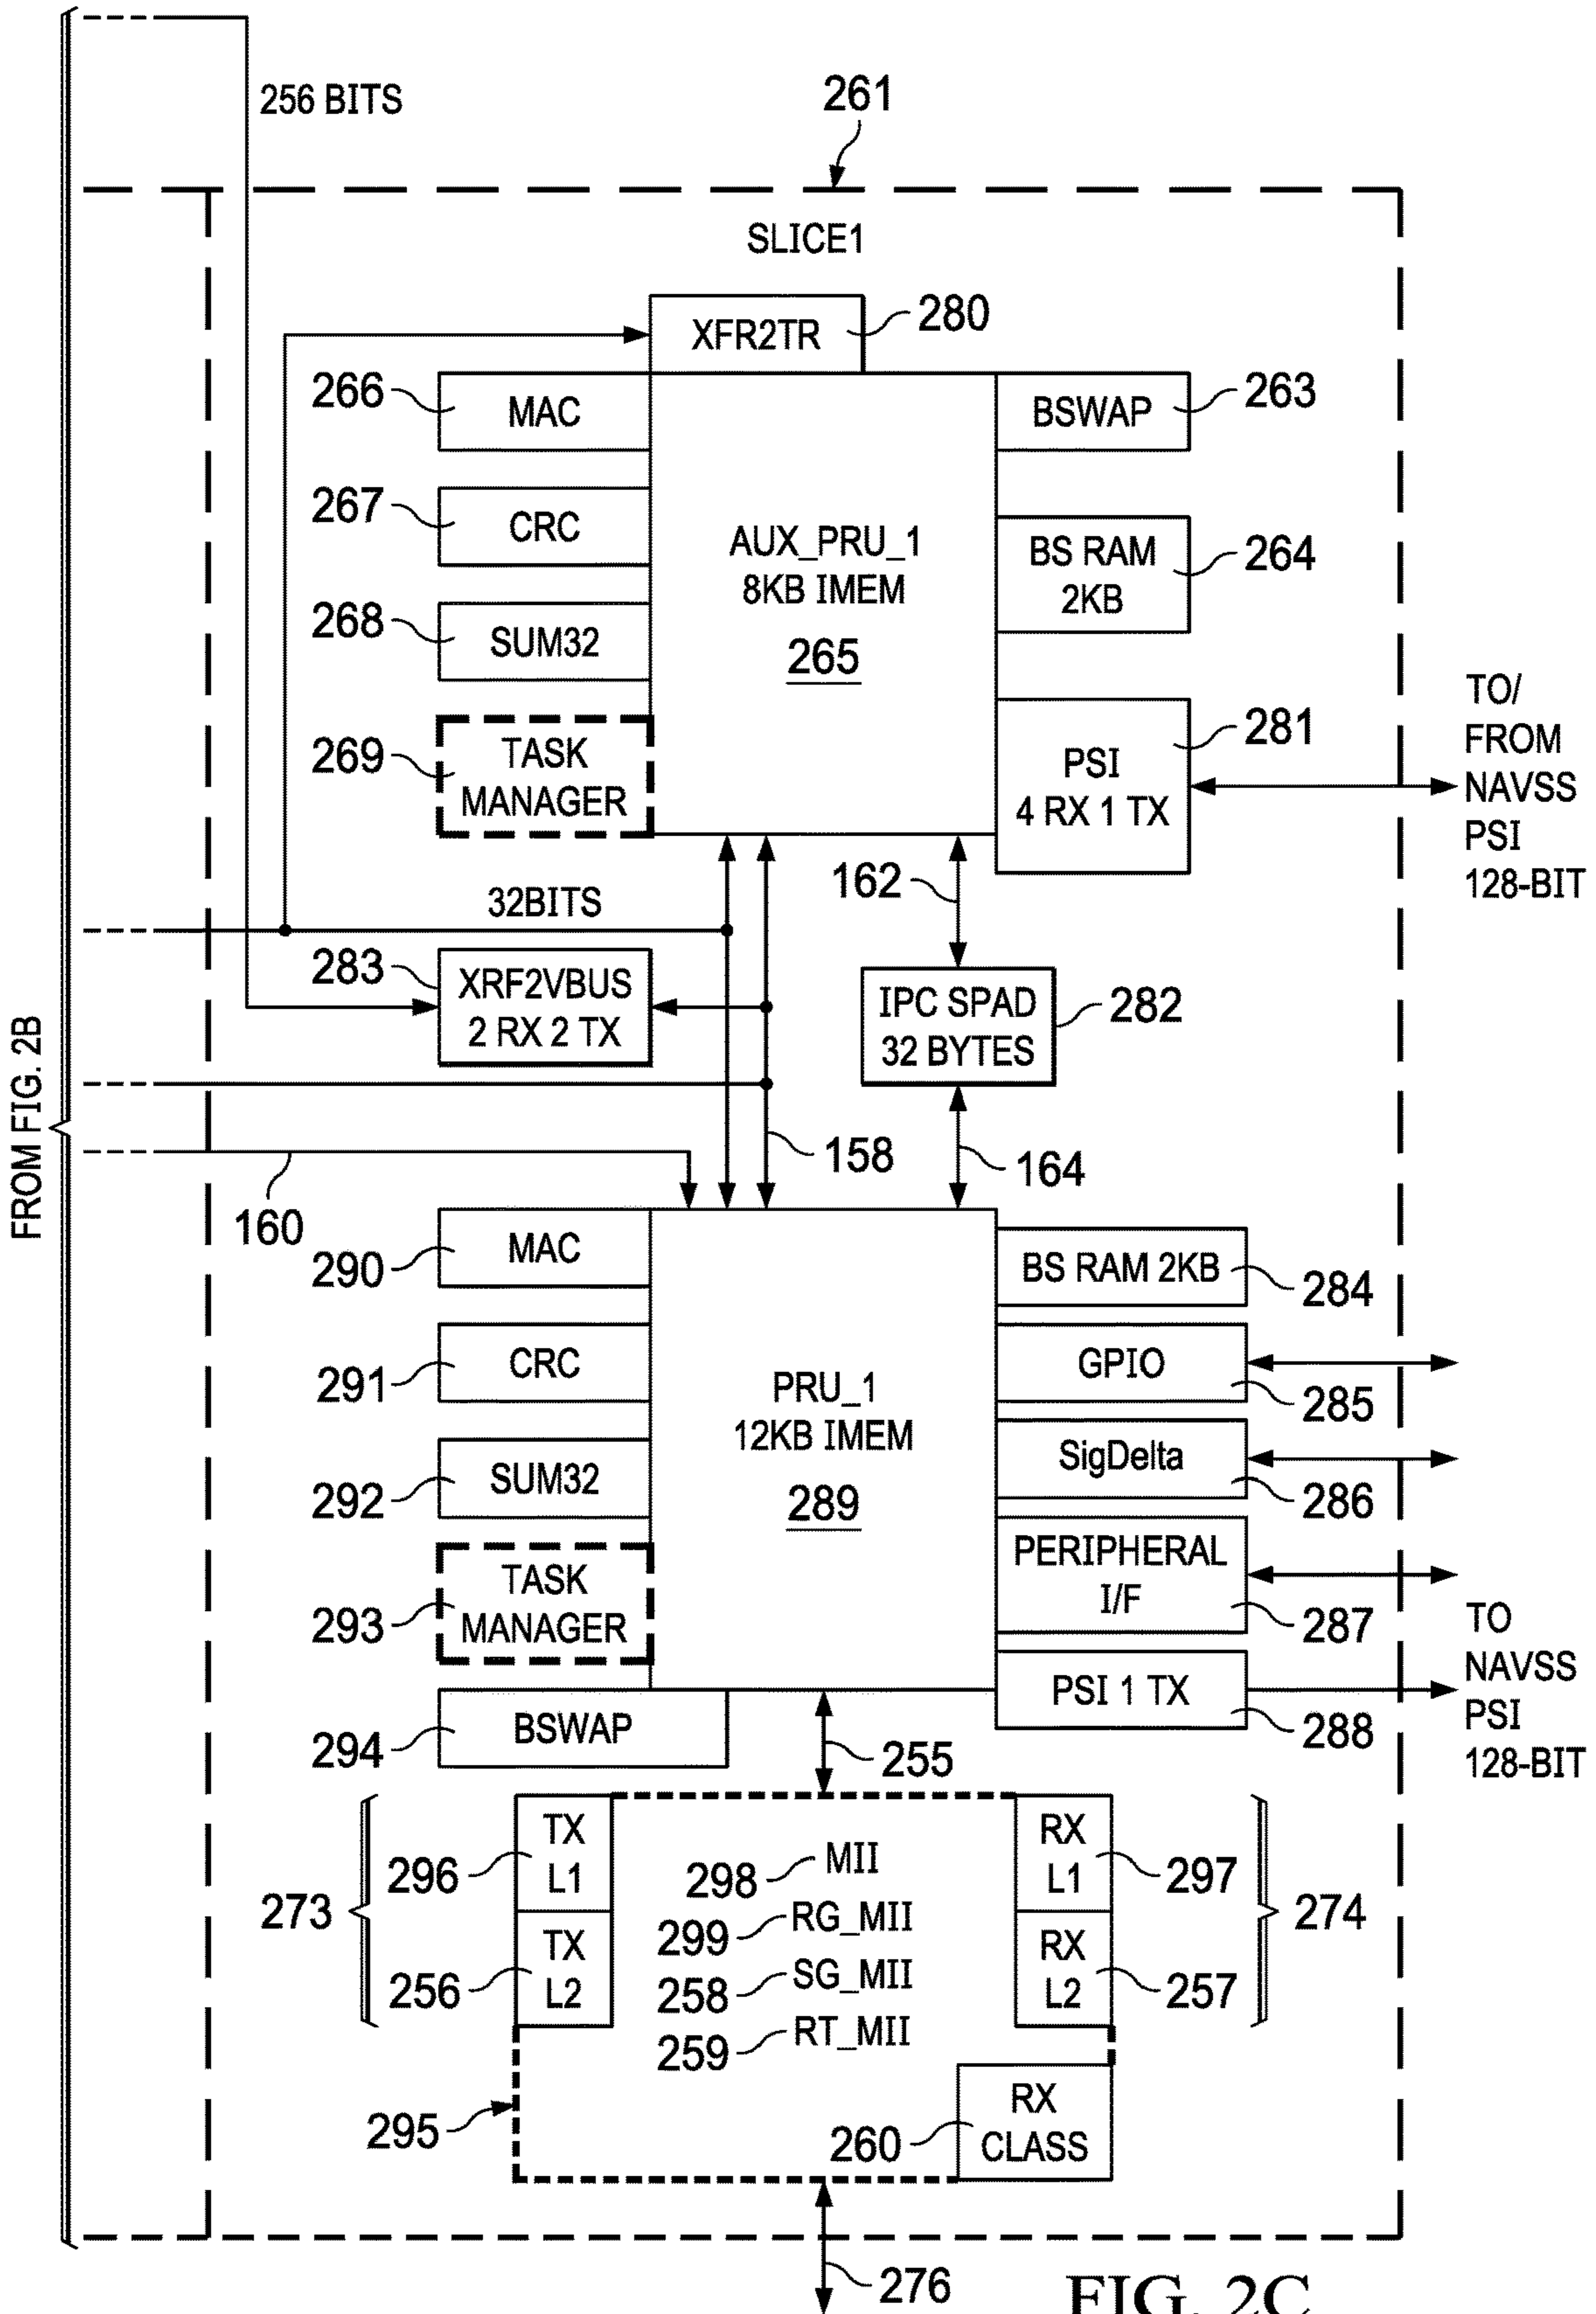 256 BITS
261
SLICE1
XFR2TR
280
266
MAC
BSWAP
263
267
CRC
AUX_PRU_1
8KB IMEM
265
BS RAM
2KB
264
268
SUM32
269
TASK
MANAGER
PSI
4 RX 1 TX
281
TO/
FROM
NAVSS
PSI
128-BIT
162
32BITS
283
XRF2VBUS
2 RX 2 TX
IPC SPAD
32 BYTES
282
FROM FIG. 2B
158
164
160
290
MAC
BS RAM 2KB
284
291
CRC
GPIO
285
PRU_1
12KB IMEM
289
292
SUM32
SigDelta
286
293
TASK
MANAGER
PERIPHERAL
I/F
287
TO
NAVSS
PSI
128-BIT
294
BSWAP
PSI 1 TX
288
255
273
296
TX
L1
256
TX
L2
298
MII
299
RG_MII
258
SG_MII
259
RT_MII
RX
L1
297
RX
L2
257
274
295
260
RX
CLASS
276
FIG. 2C